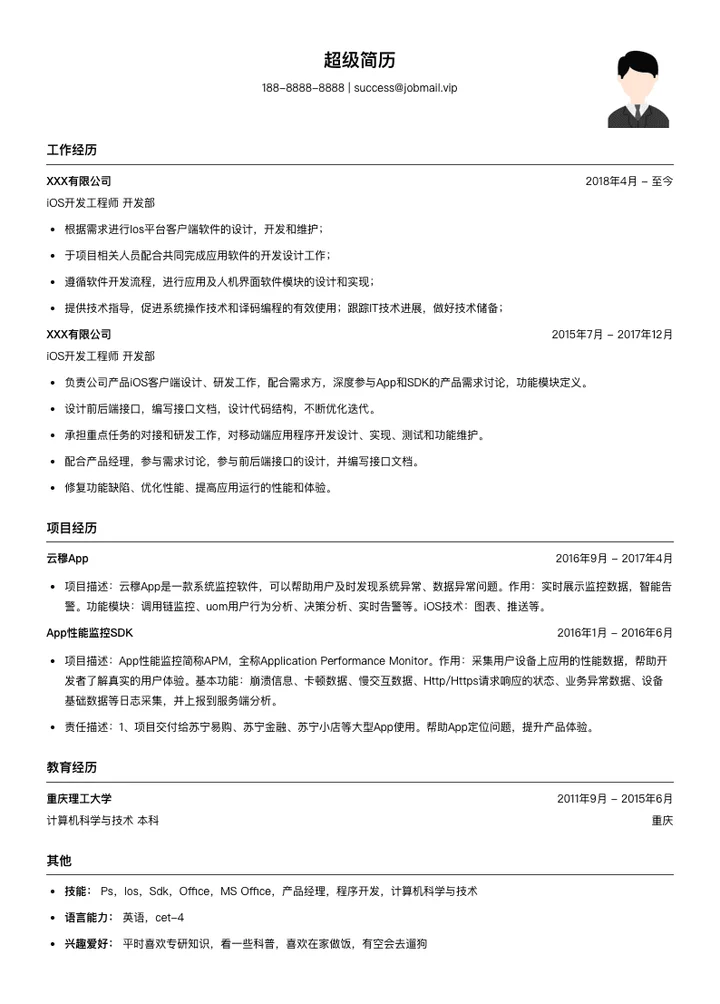 超级简历
188-8888-8888 | success@jobmail.vip
工作经历
XXX有限公司 2018年4月 – 至今
iOS开发工程师 开发部
• 根据需求进行Ios平台客户端软件的设计，开发和维护；
• 于项目相关人员配合共同完成应用软件的开发设计工作；
• 遵循软件开发流程，进行应用及人机界面软件模块的设计和实现；
• 提供技术指导，促进系统操作技术和译码编程的有效使用；跟踪IT技术进展，做好技术储备；
XXX有限公司 2015年7月 – 2017年12月
iOS开发工程师 开发部
• 负责公司产品iOS客户端设计、研发工作，配合需求方，深度参与App和SDK的产品需求讨论，功能模块定义。
• 设计前后端接口，编写接口文档，设计代码结构，不断优化迭代。
• 承担重点任务的对接和研发工作，对移动端应用程序开发设计、实现、测试和功能维护。
• 配合产品经理，参与需求讨论，参与前后端接口的设计，并编写接口文档。
• 修复功能缺陷、优化性能、提高应用运行的性能和体验。
项目经历
云穆App 2016年9月 – 2017年4月
• 项目描述：云穆App是一款系统监控软件，可以帮助用户及时发现系统异常、数据异常问题。作用：实时展示监控数据，智能告
警。功能模块：调用链监控、uom用户行为分析、决策分析、实时告警等。iOS技术：图表、推送等。
App性能监控SDK 2016年1月 – 2016年6月
• 项目描述：App性能监控简称APM，全称Application Performance Monitor。作用：采集用户设备上应用的性能数据，帮助开
发者了解真实的用户体验。基本功能：崩溃信息、卡顿数据、慢交互数据、Http/Https请求响应的状态、业务异常数据、设备
基础数据等日志采集，并上报到服务端分析。
• 责任描述：1、项目交付给苏宁易购、苏宁金融、苏宁小店等大型App使用。帮助App定位问题，提升产品体验。
教育经历
重庆理工大学 2011年9月 – 2015年6月
计算机科学与技术 本科 重庆
其他
• 技能： Ps，Ios，Sdk，Office，MS Office，产品经理，程序开发，计算机科学与技术
• 语言能力： 英语，cet-4
• 兴趣爱好： 平时喜欢专研知识，看一些科普，喜欢在家做饭，有空会去遛狗